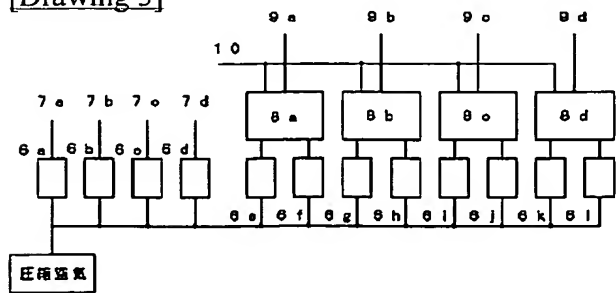 [Drawing 3]
9a 9b 9c 9d
10
7a 7b 7c 7d
8a 8b 8c 8d
6a 6b 6c 6d
6e 6f 6g 6h 6i 6j 6k 6l
圧縮空気